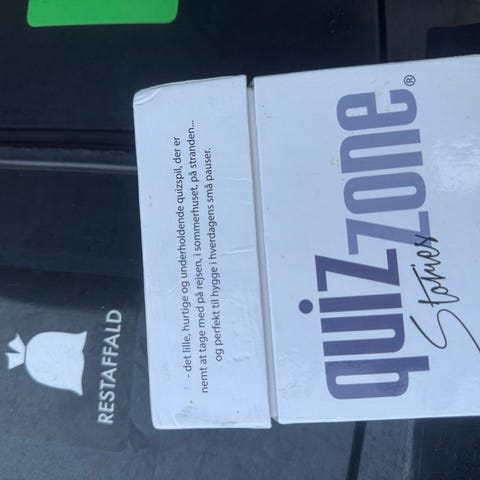 RESTAFFALD
- det lille, hurtige og underholdende quizspil, der er
nemt at tage med på rejsen, i sommerhuset, på stranden...
og perfekt til hygge i hverdagens små pauser.
quizzone®
Stornes